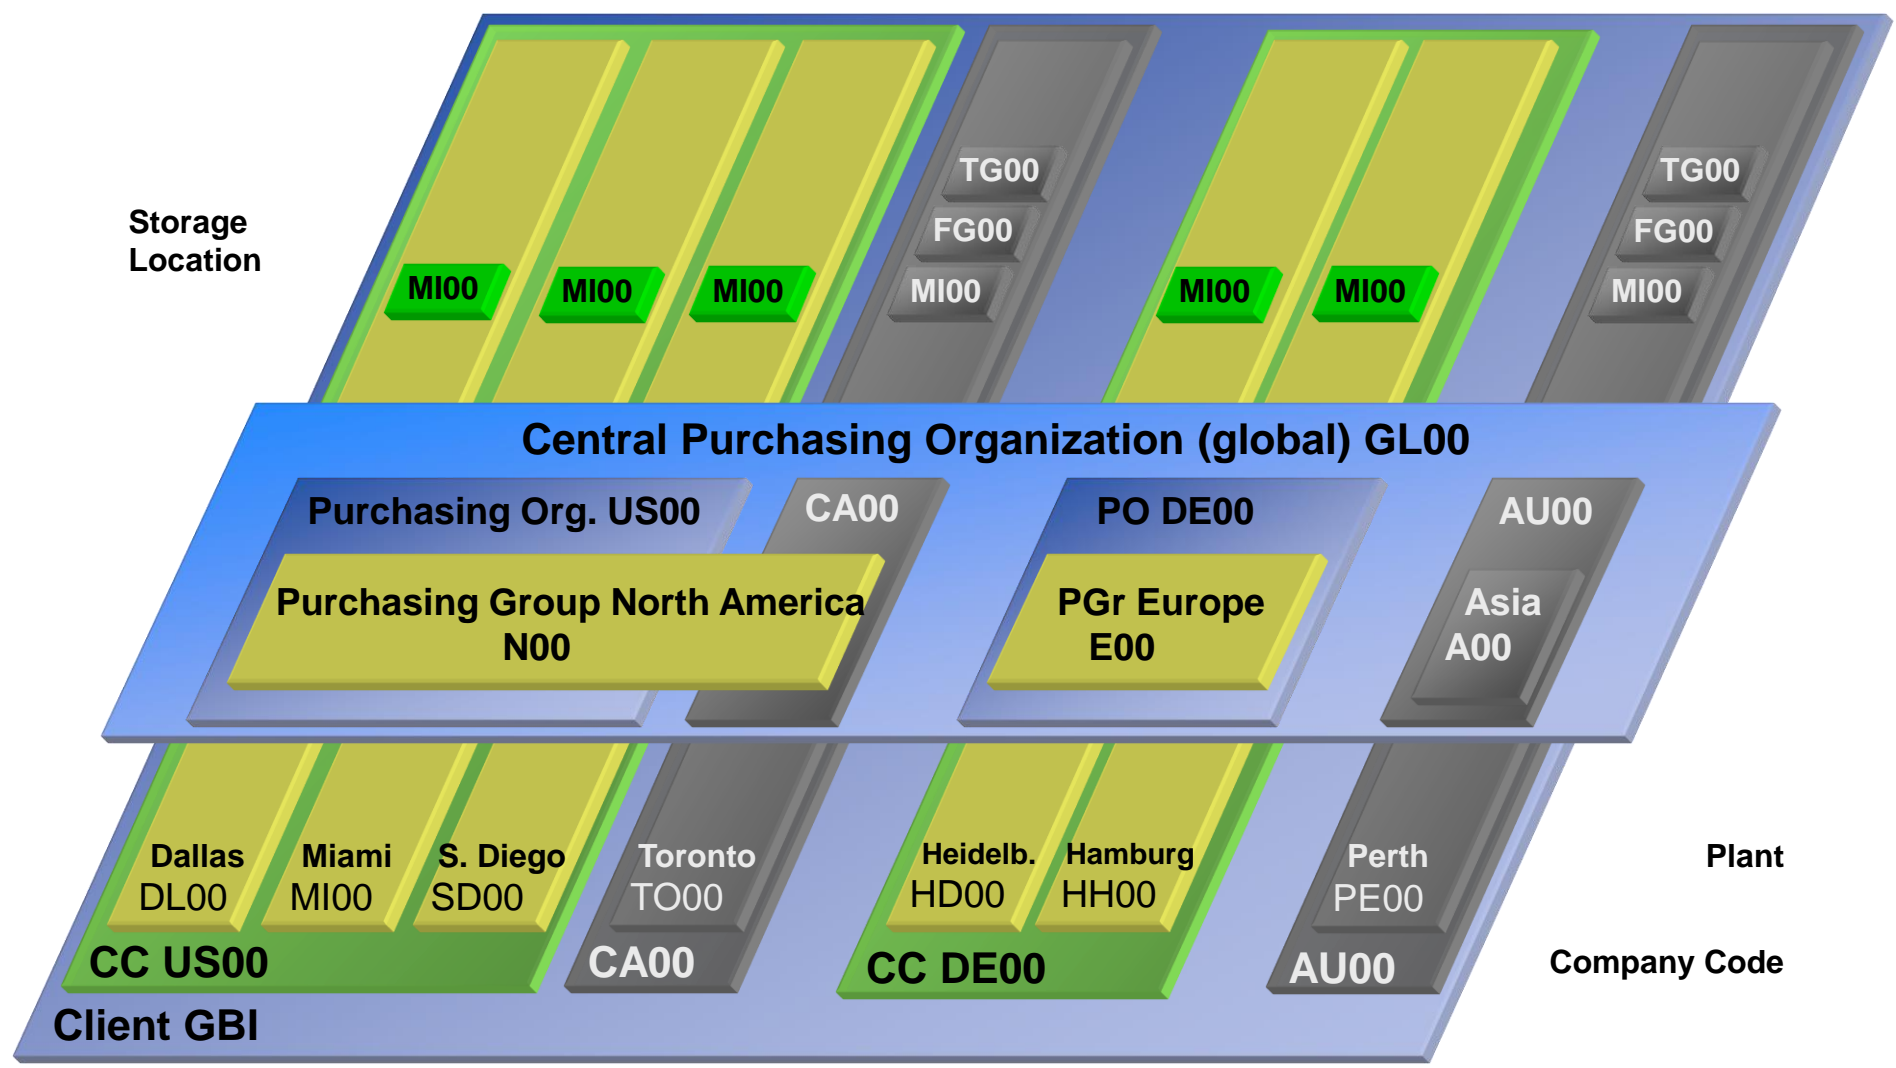 TG00
TG00
Storage
Location
FG00
FG00
MI00
MI00
MI00
MI00
MI00
MI00
MI00
Central Purchasing Organization (global) GL00
Purchasing Org. US00
CA00
PO DE00
AU00
Purchasing Group North America
N00
PGr Europe
E00
Asia
A00
Dallas
DL00
Miami
MI00
S. Diego
SD00
Toronto
TO00
Heidelb.
HD00
Hamburg
HH00
Perth
PE00
Plant
CC US00
CA00
CC DE00
AU00
Company Code
Client GBI